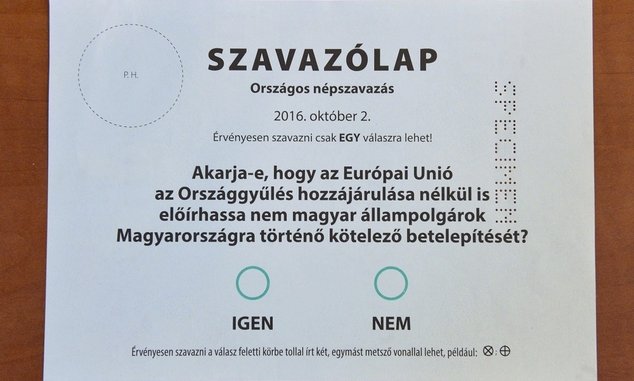 P. H.
SZAVAZÓLAP
Országos népszavazás
2016. október 2.
Érvényesen szavazni csak EGY válaszra lehet!
SPECIMEN
Akarja-e, hogy az Európai Unió
az Országgyűlés hozzájárulása nélkül is
előírhassa nem magyar állampolgárok
Magyarországra történő kötelező betelepítését?
IGEN NEM
Érvényesen szavazni a válasz feletti körbe tollal írt két, egymást metsző vonallal lehet, például: ⊗ : ⊕